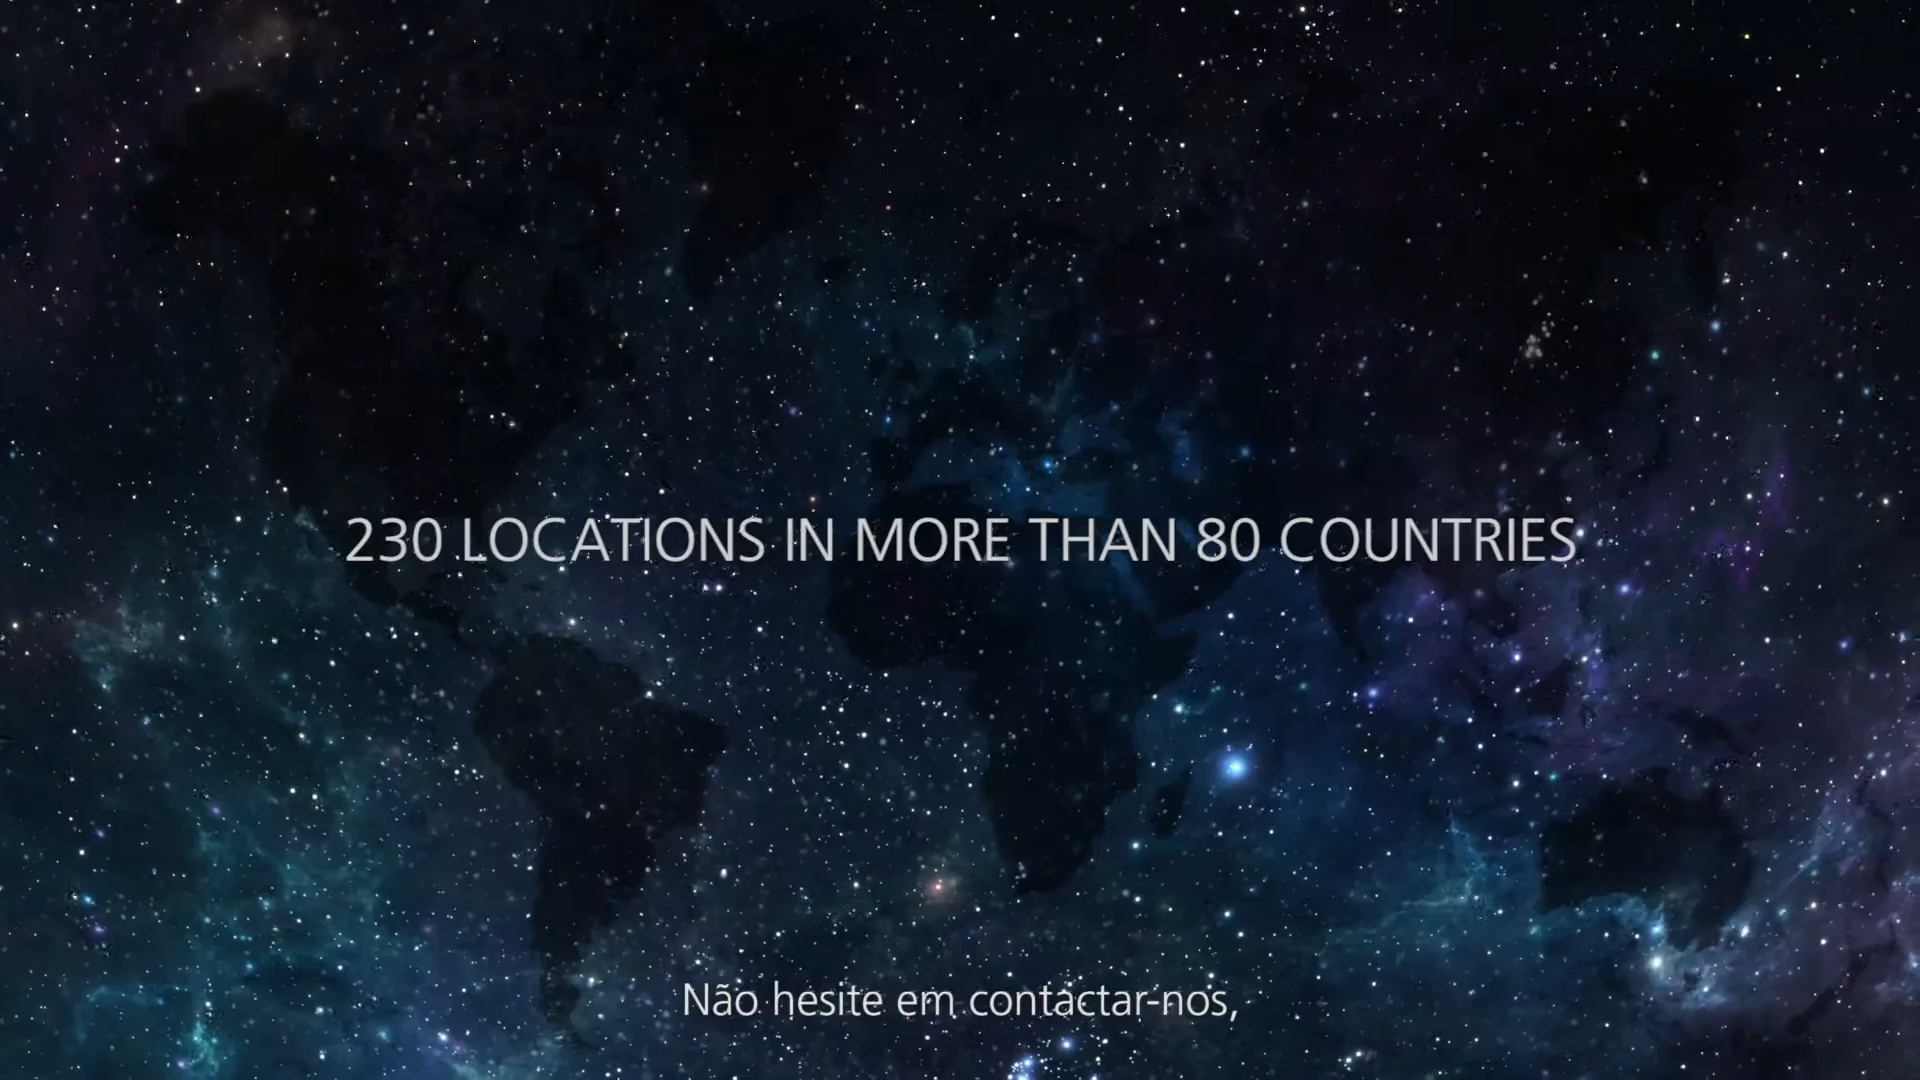 230 LOCATIONS IN MORE THAN 80 COUNTRIES
Não hesite em contactar-nos,